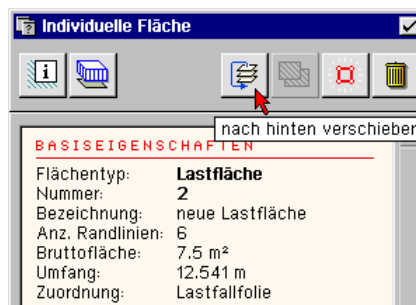 Individuelle Fläche
i
nach hinten verschieben
BASISEIGENSCHAFTEN
Flächentyp: Lastfläche
Nummer: 2
Bezeichnung: neue Lastfläche
Anz. Randlinien: 6
Bruttofläche: 7.5 m²
Umfang: 12.541 m
Zuordnung: Lastfallfolie